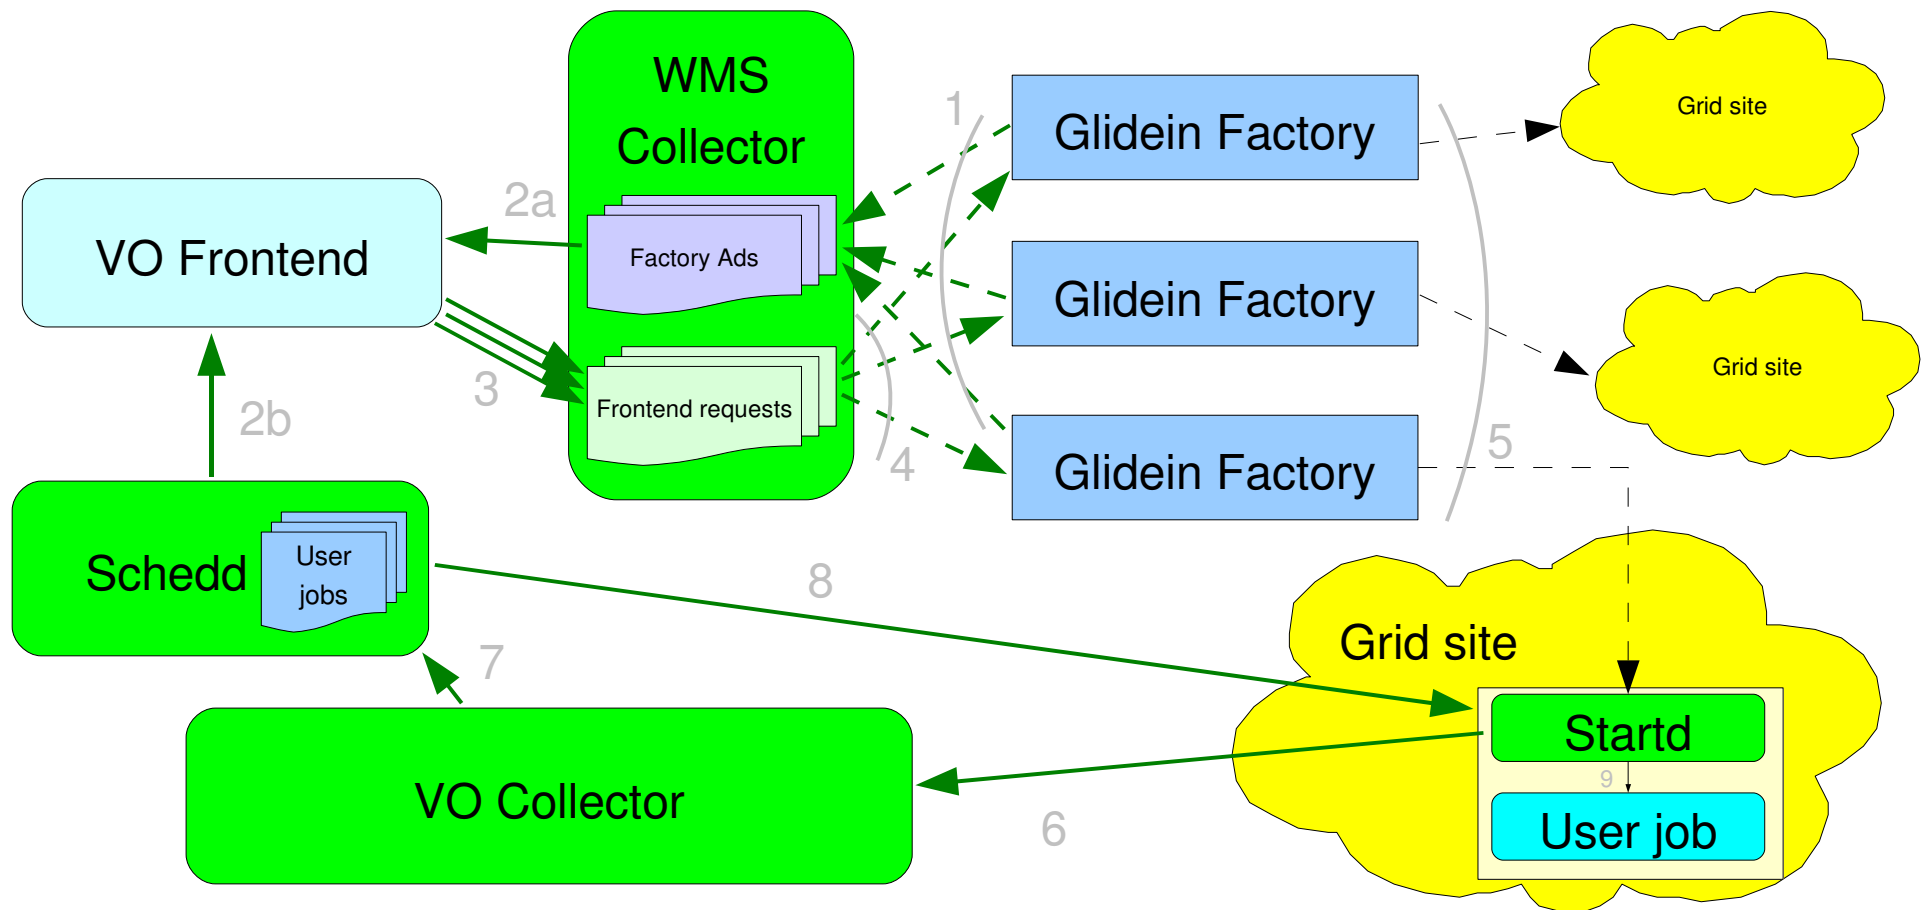 WMS
Collector
1
Glidein Factory
Grid site
2a
VO Frontend
Factory Ads
Glidein Factory
Grid site
3
Frontend requests
2b
4
Glidein Factory
5
Schedd
User
jobs
8
Grid site
7
Startd
9
VO Collector
6
User job